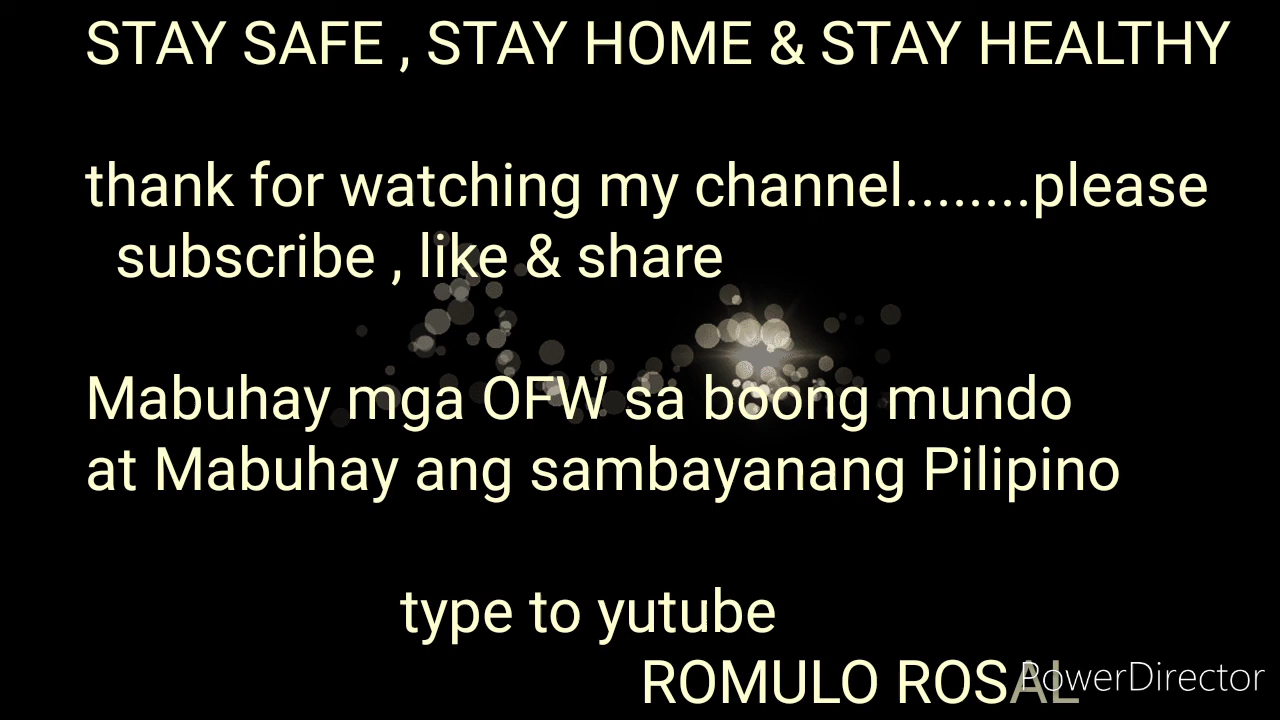 STAY SAFE , STAY HOME & STAY HEALTHY
thank for watching my channel........please
subscribe , like & share
Mabuhay mga OFW sa boong mundo
at Mabuhay ang sambayanang Pilipino
type to yutube
ROMULO ROSAL
PowerDirector